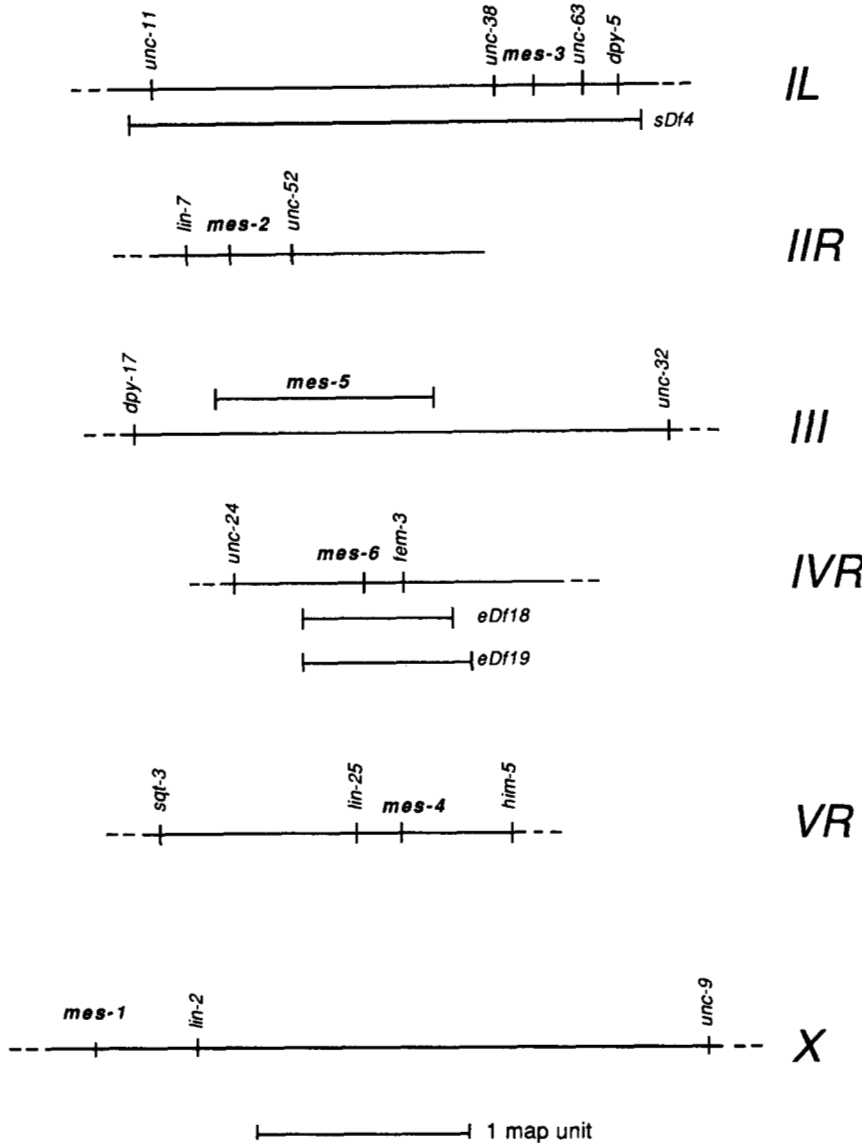 unc-11
unc-38
mes-3
unc-63
dpy-5
IL
sDf4
lin-7
mes-2
unc-52
IIR
dpy-17
mes-5
unc-32
III
unc-24
mes-6
fem-3
IVR
eDf18
eDf19
sqt-3
lin-25
mes-4
him-5
VR
mes-1
lin-2
unc-9
X
1 map unit